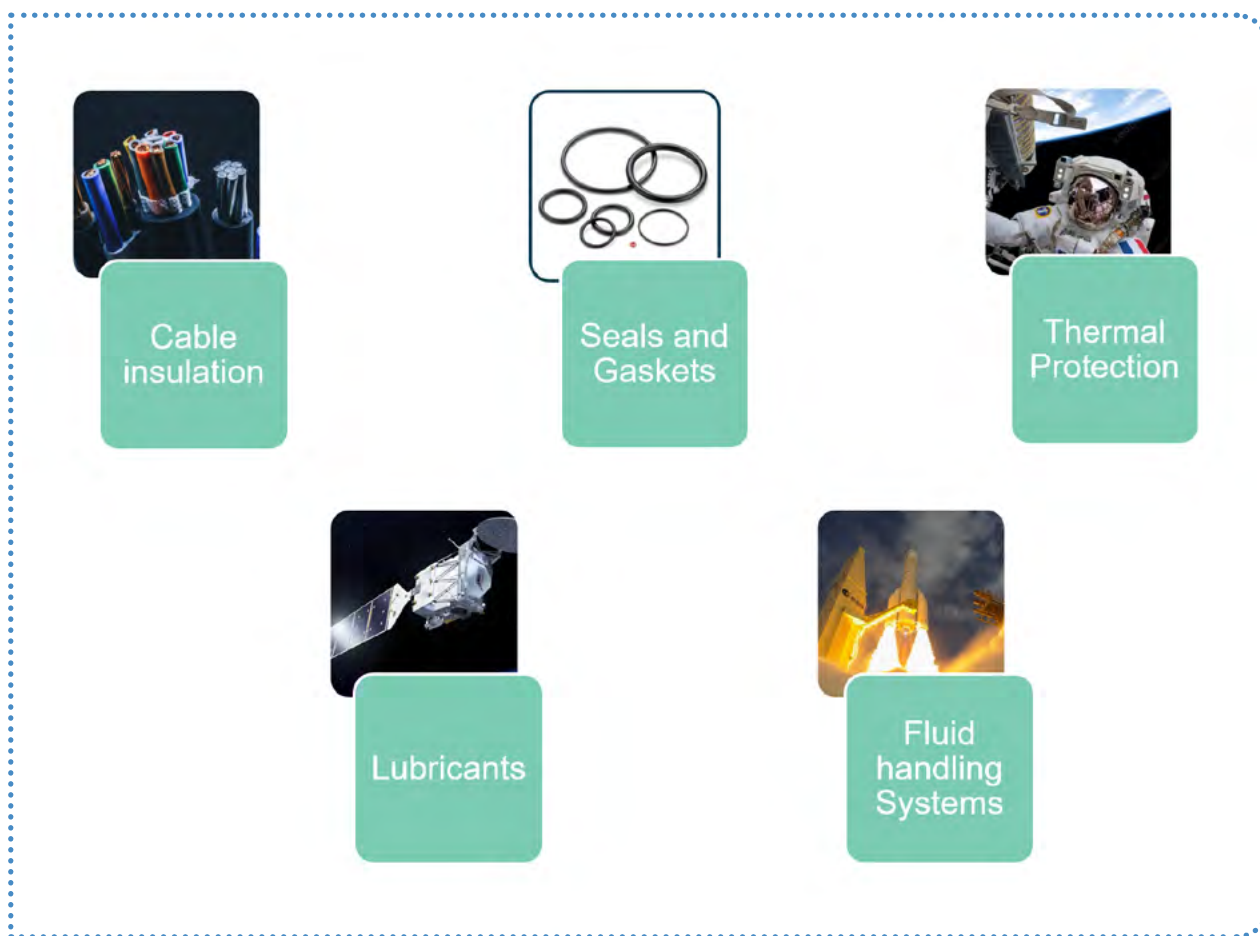 Cable
insulation
Seals and
Gaskets
Thermal
Protection
Lubricants
Fluid
handling
Systems